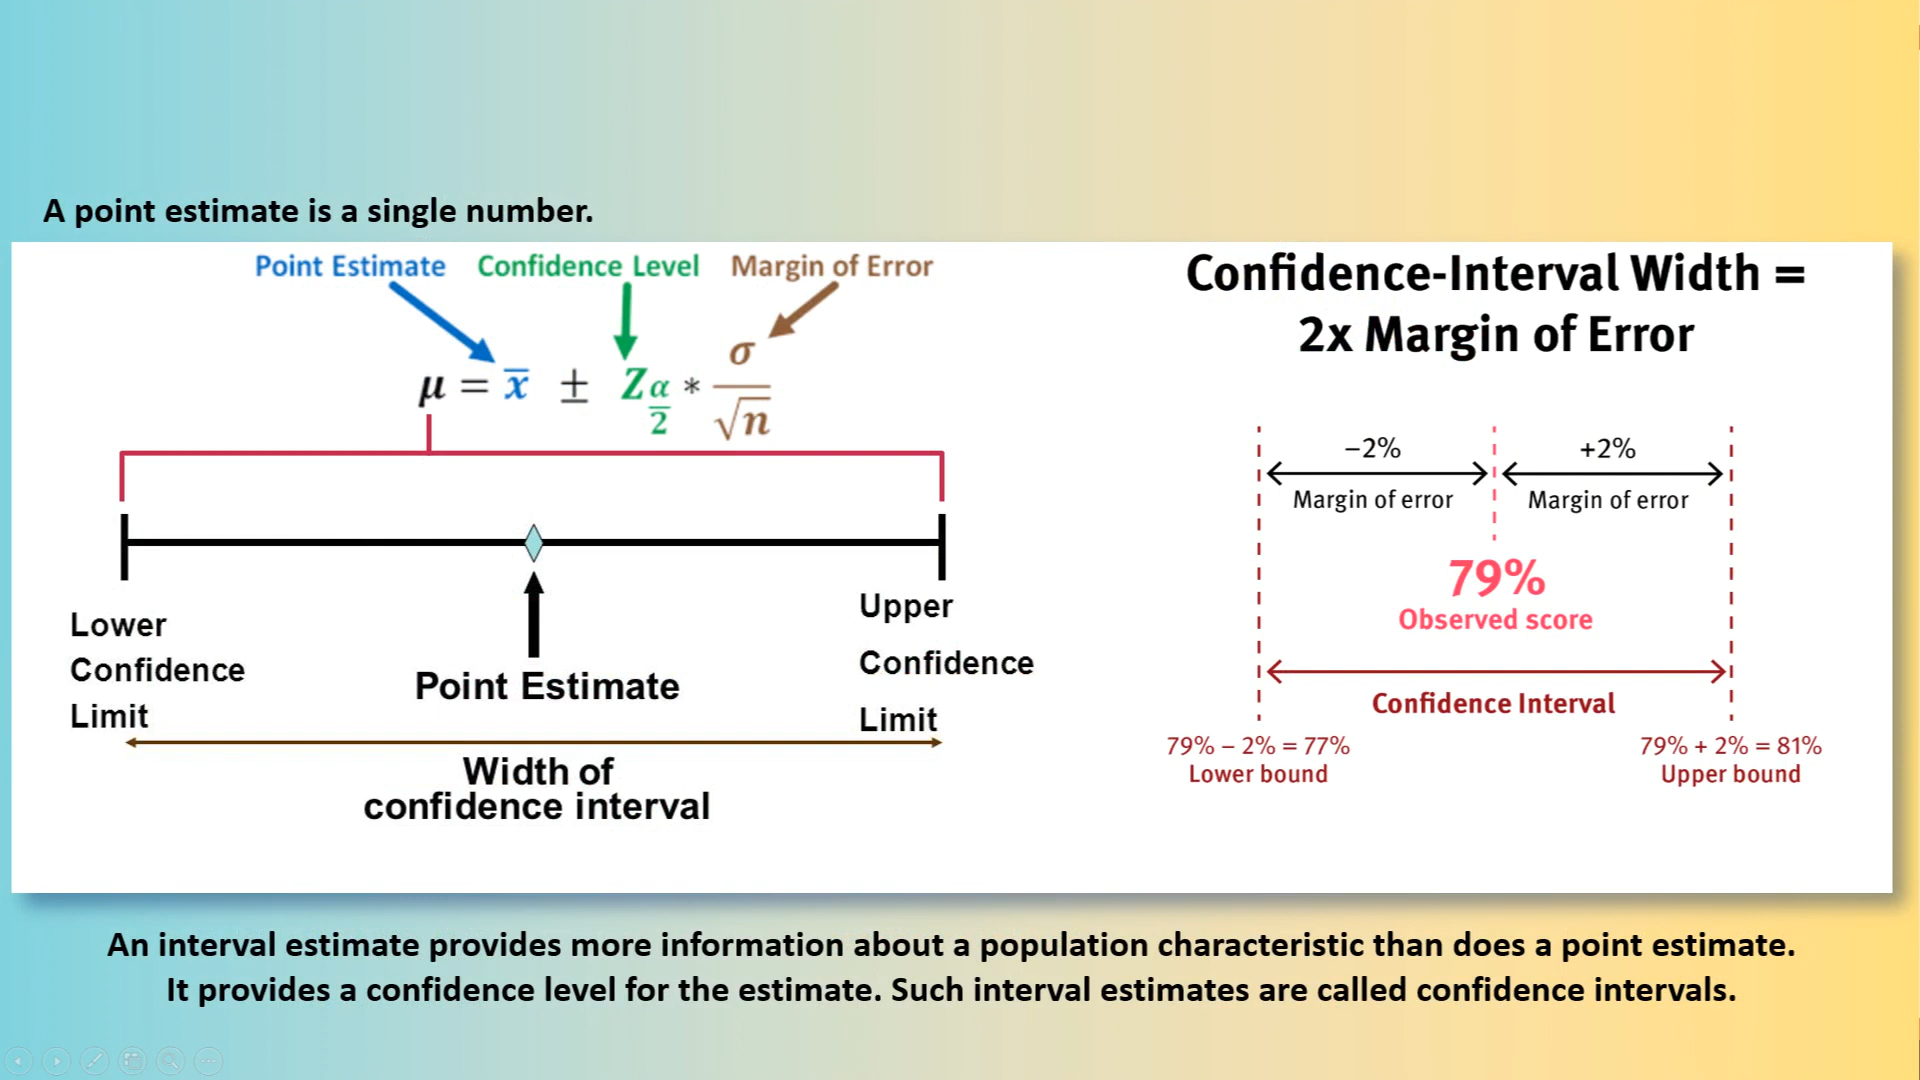 A point estimate is a single number.
Point Estimate Confidence Level Margin of Error
μ = x̄ ± Zα/2 * σ/√n
Lower
Confidence
Limit
Point Estimate
Upper
Confidence
Limit
Width of
confidence interval
Confidence-Interval Width =
2x Margin of Error
−2% +2%
Margin of error Margin of error
79%
Observed score
Confidence Interval
79% − 2% = 77% 79% + 2% = 81%
Lower bound Upper bound
An interval estimate provides more information about a population characteristic than does a point estimate.
It provides a confidence level for the estimate. Such interval estimates are called confidence intervals.